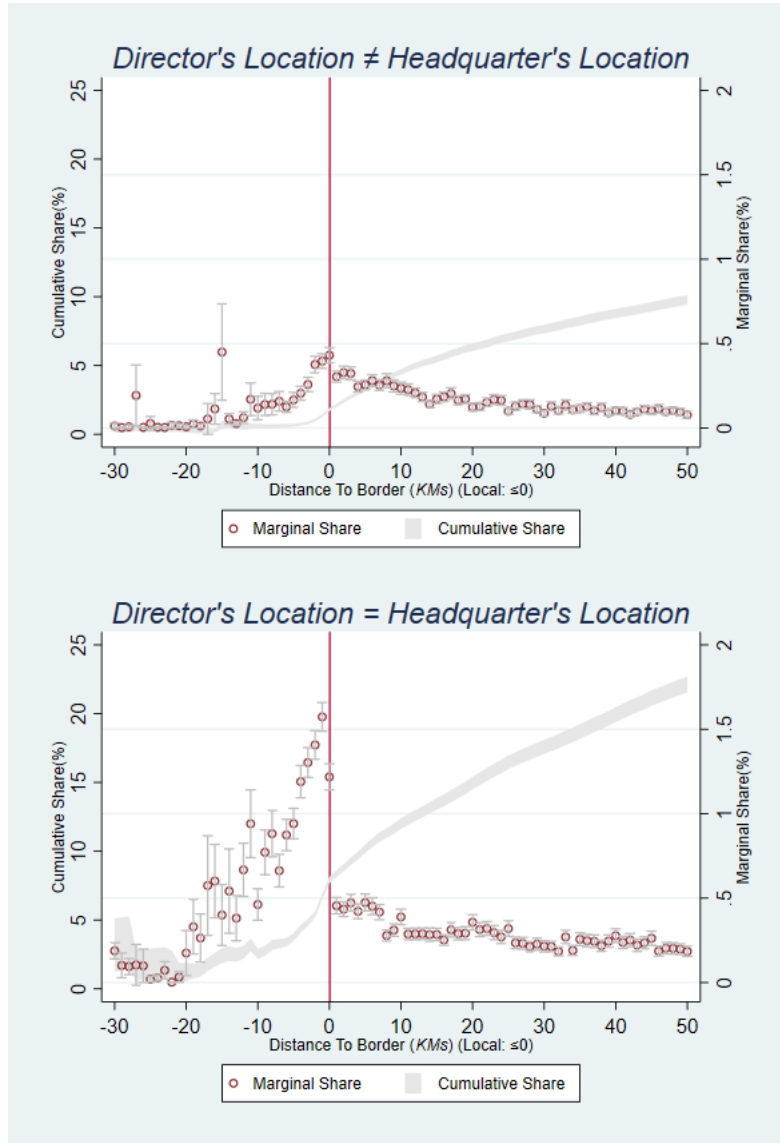 Director's Location ≠ Headquarter's Location
Cumulative Share(%)
25
20
15
10
5
0
2
1.5
1
.5
0
Marginal Share(%)
-30 -20 -10 0 10 20 30 40 50
Distance To Border (KMs) (Local: ≤0)
Marginal Share Cumulative Share
Director's Location = Headquarter's Location
Cumulative Share(%)
25
20
15
10
5
0
2
1.5
1
.5
0
Marginal Share(%)
-30 -20 -10 0 10 20 30 40 50
Distance To Border (KMs) (Local: ≤0)
Marginal Share Cumulative Share